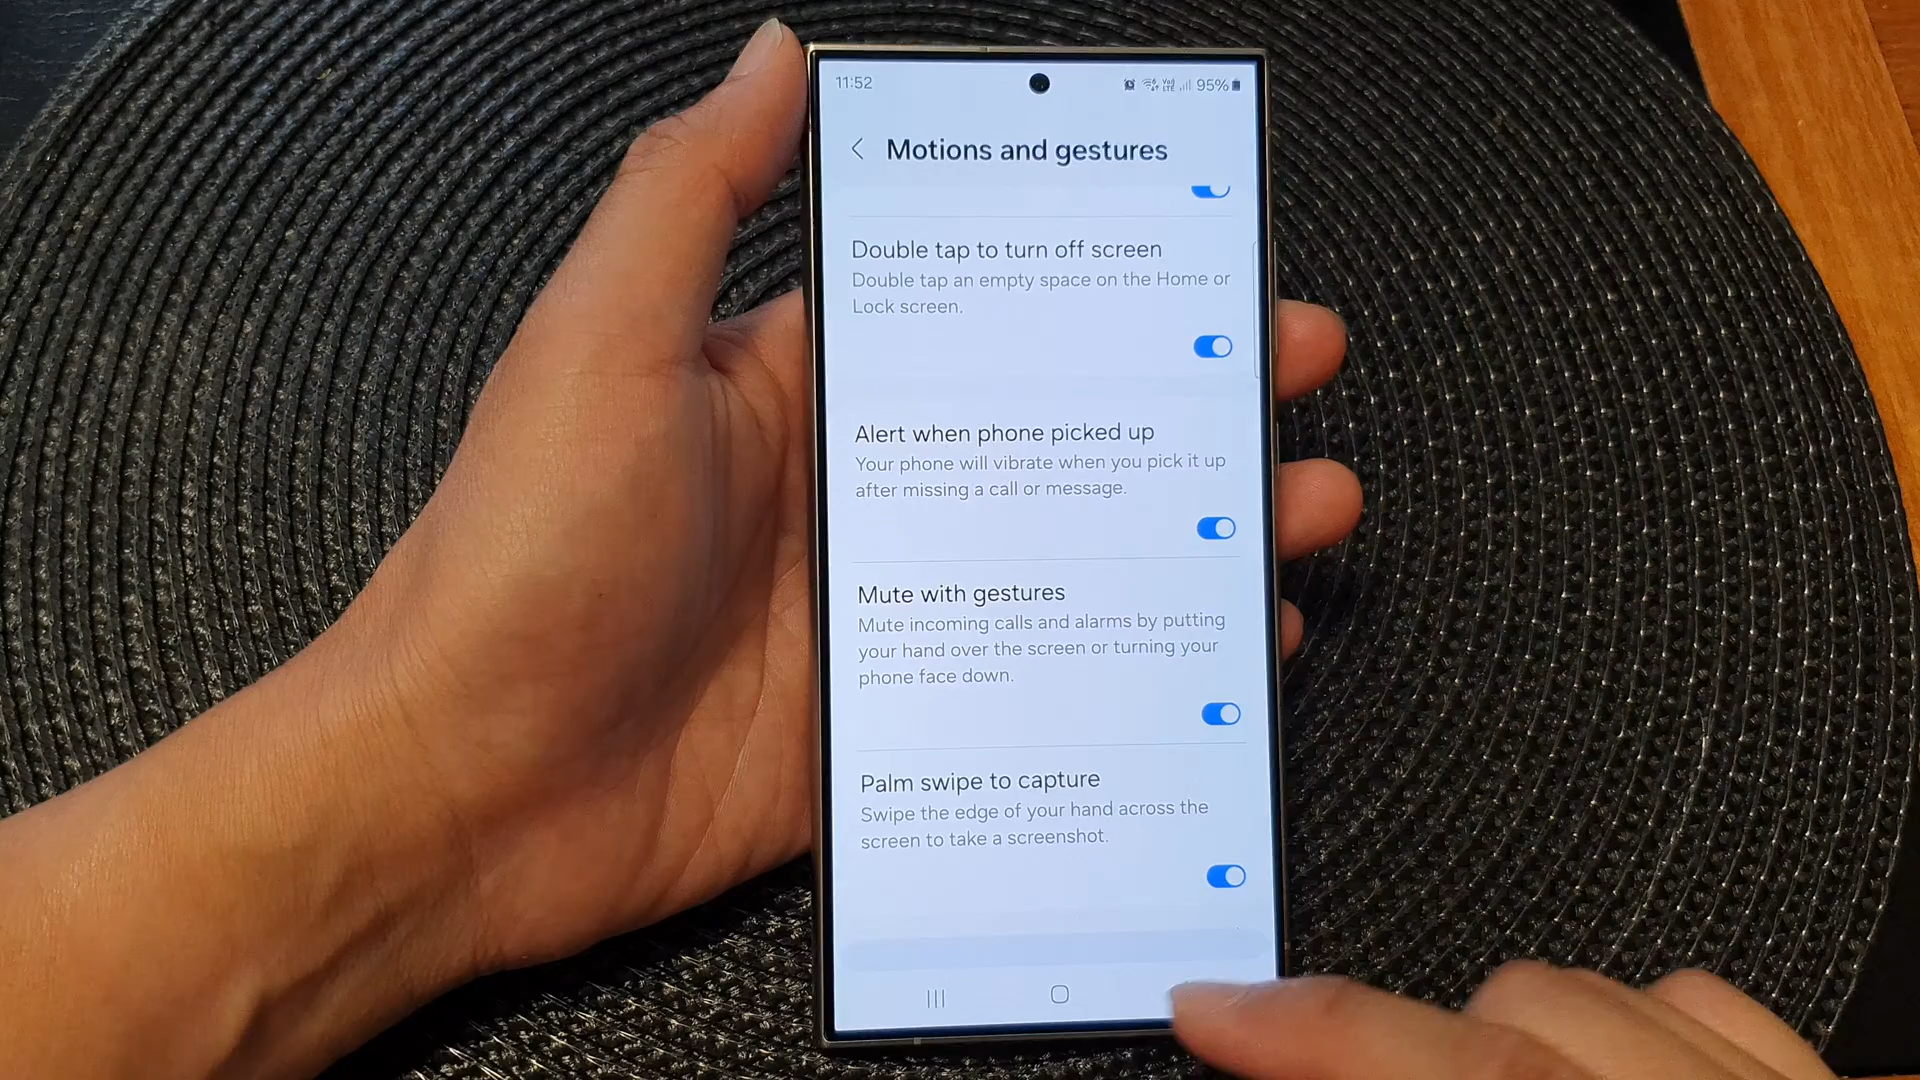 11:52
95%
Motions and gestures
Double tap to turn off screen
Double tap an empty space on the Home or
Lock screen.
Alert when phone picked up
Your phone will vibrate when you pick it up
after missing a call or message.
Mute with gestures
Mute incoming calls and alarms by putting
your hand over the screen or turning your
phone face down.
Palm swipe to capture
Swipe the edge of your hand across the
screen to take a screenshot.